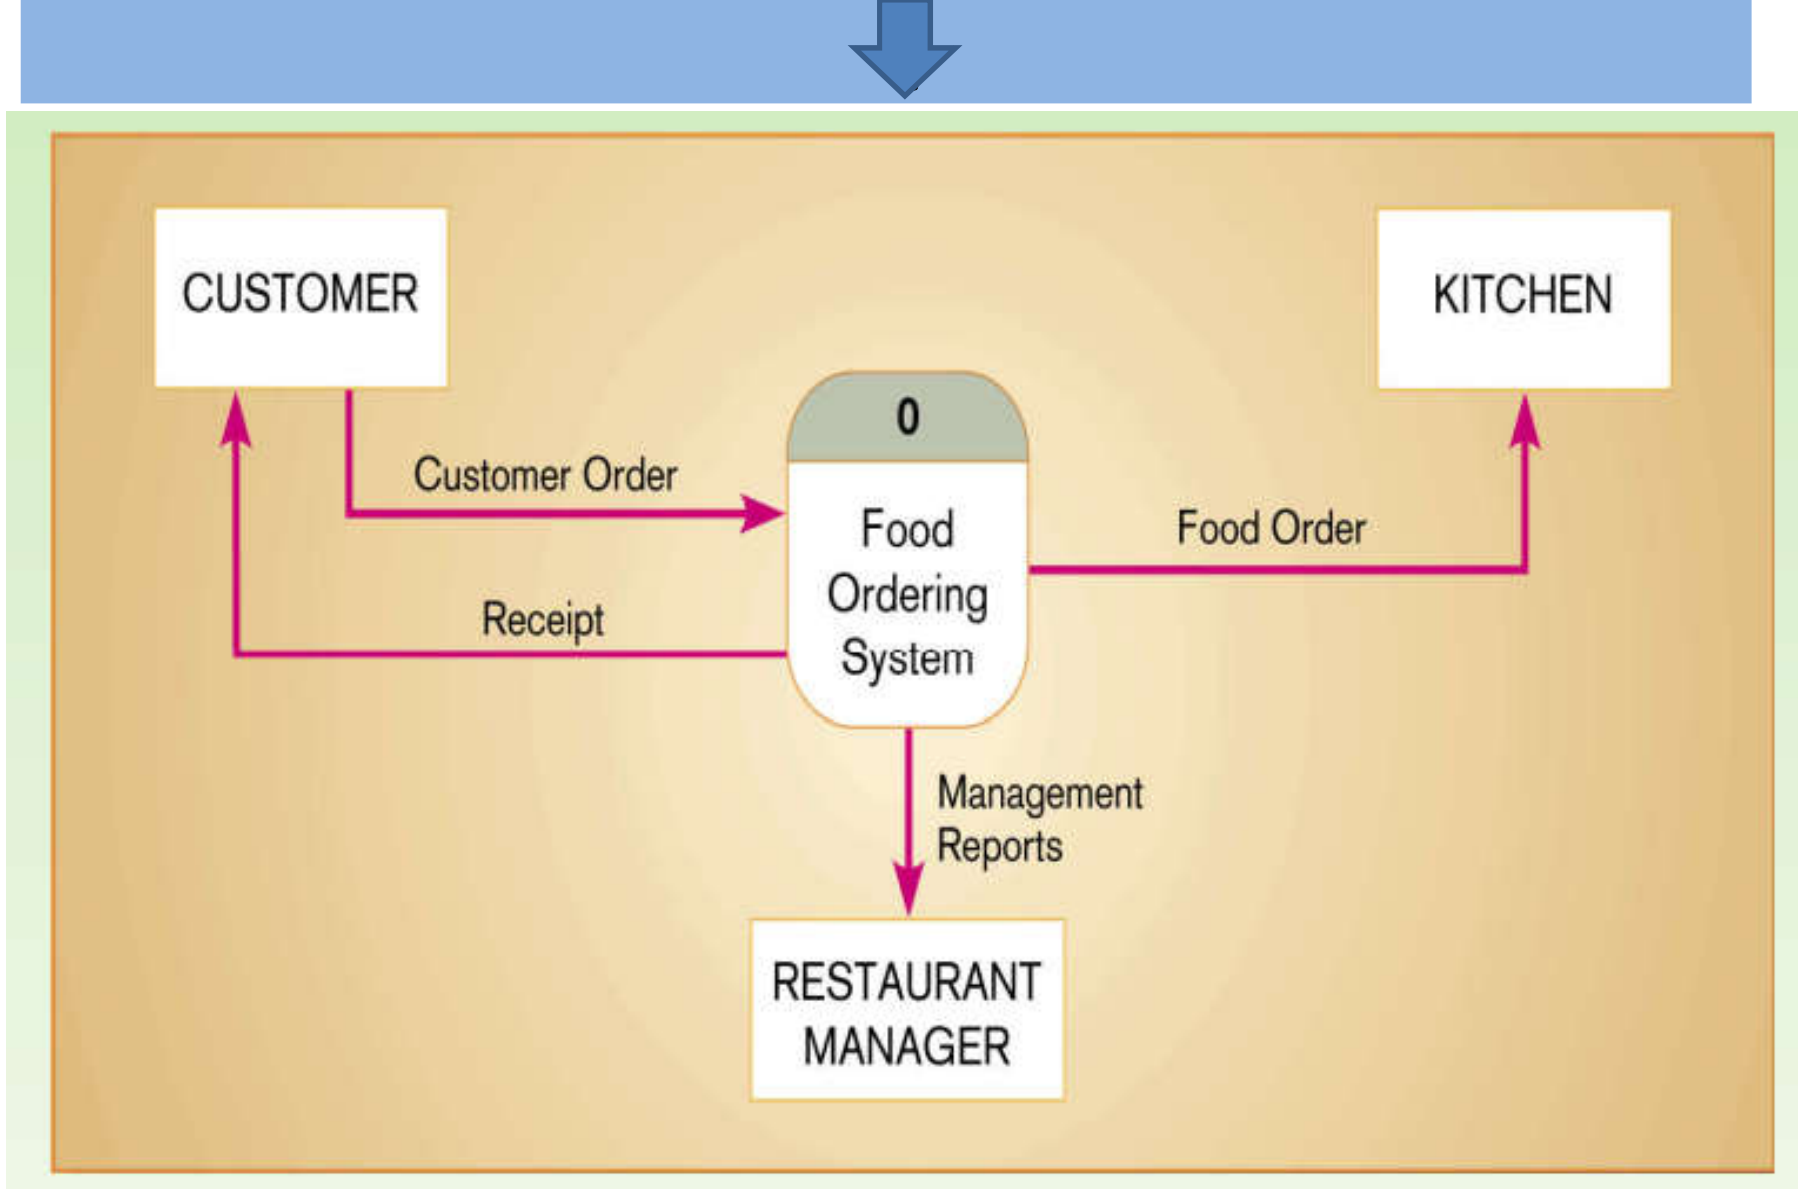 CUSTOMER
KITCHEN
0
Customer Order
Food
Ordering
System
Food Order
Receipt
Management
Reports
RESTAURANT
MANAGER